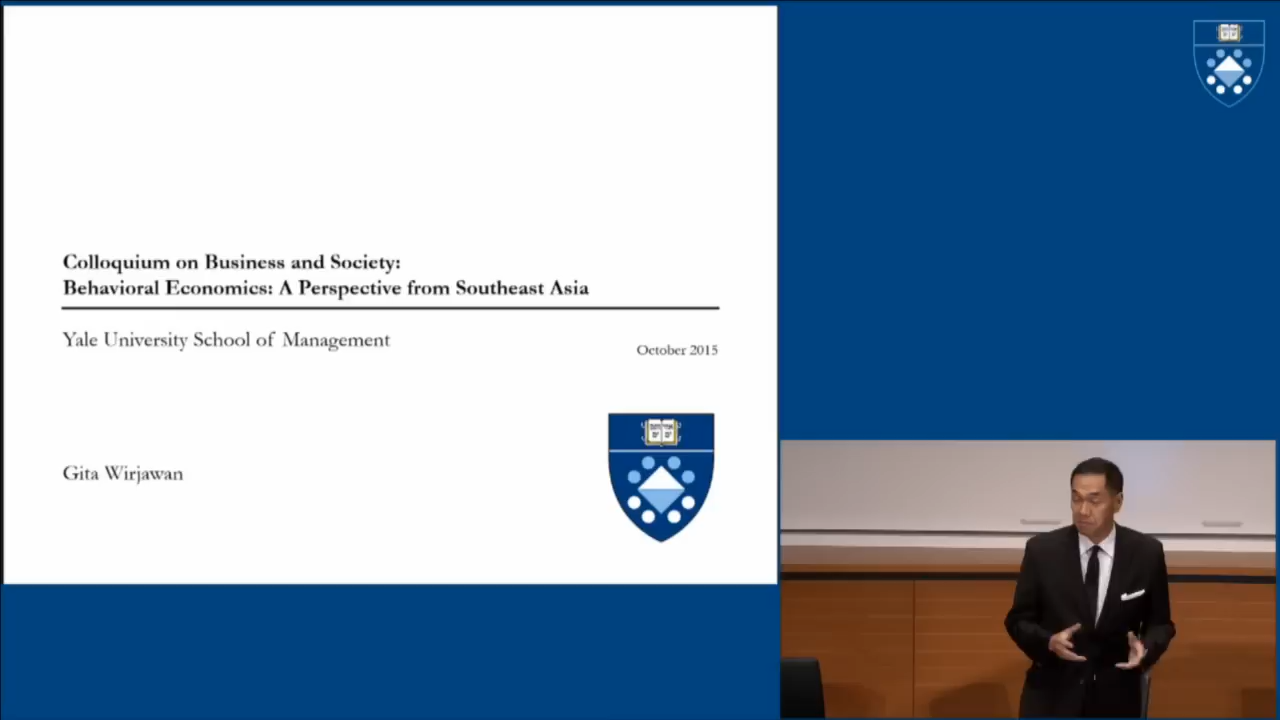 Colloquium on Business and Society:
Behavioral Economics: A Perspective from Southeast Asia
Yale University School of Management
October 2015
Gita Wirjawan